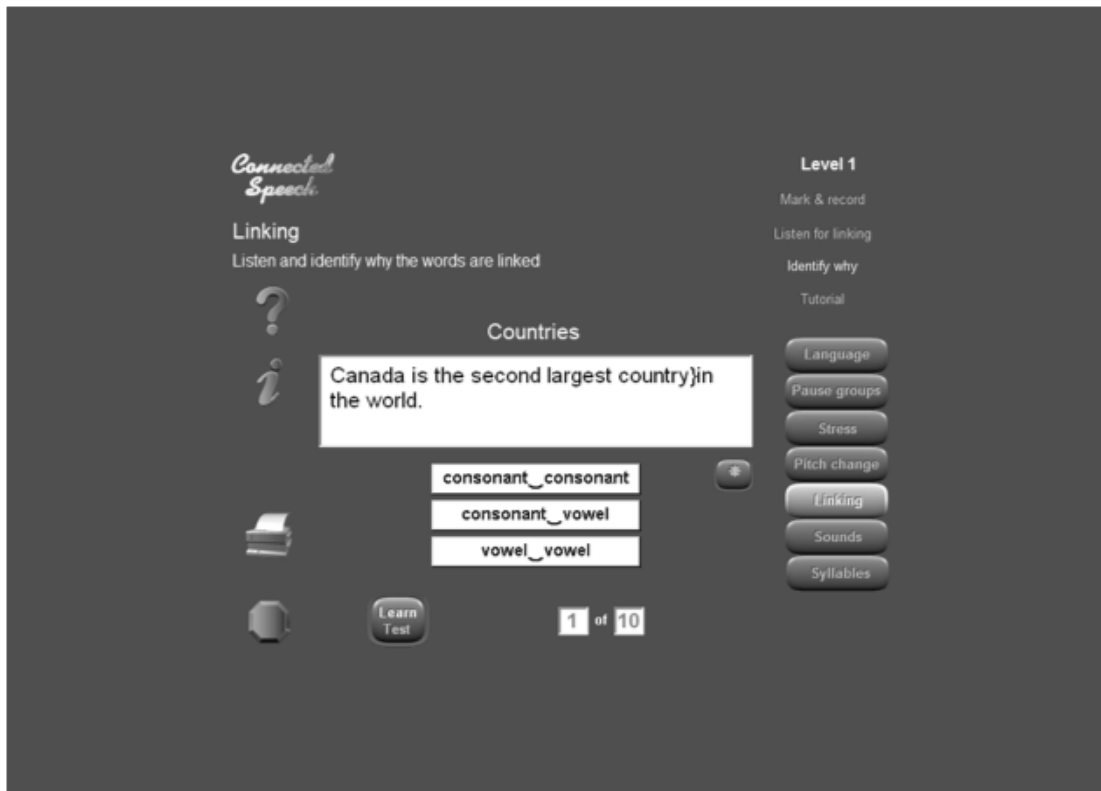 Connected
Speech
Level 1
Mark & record
Linking
Listen for linking
Listen and identify why the words are linked
Identify why
?
Tutorial
Countries
Language
i
Canada is the second largest country}in
the world.
Pause groups
Stress
Pitch change
consonant‿consonant
*
Linking
consonant‿vowel
Sounds
vowel‿vowel
Syllables
Learn
Test
1 of 10